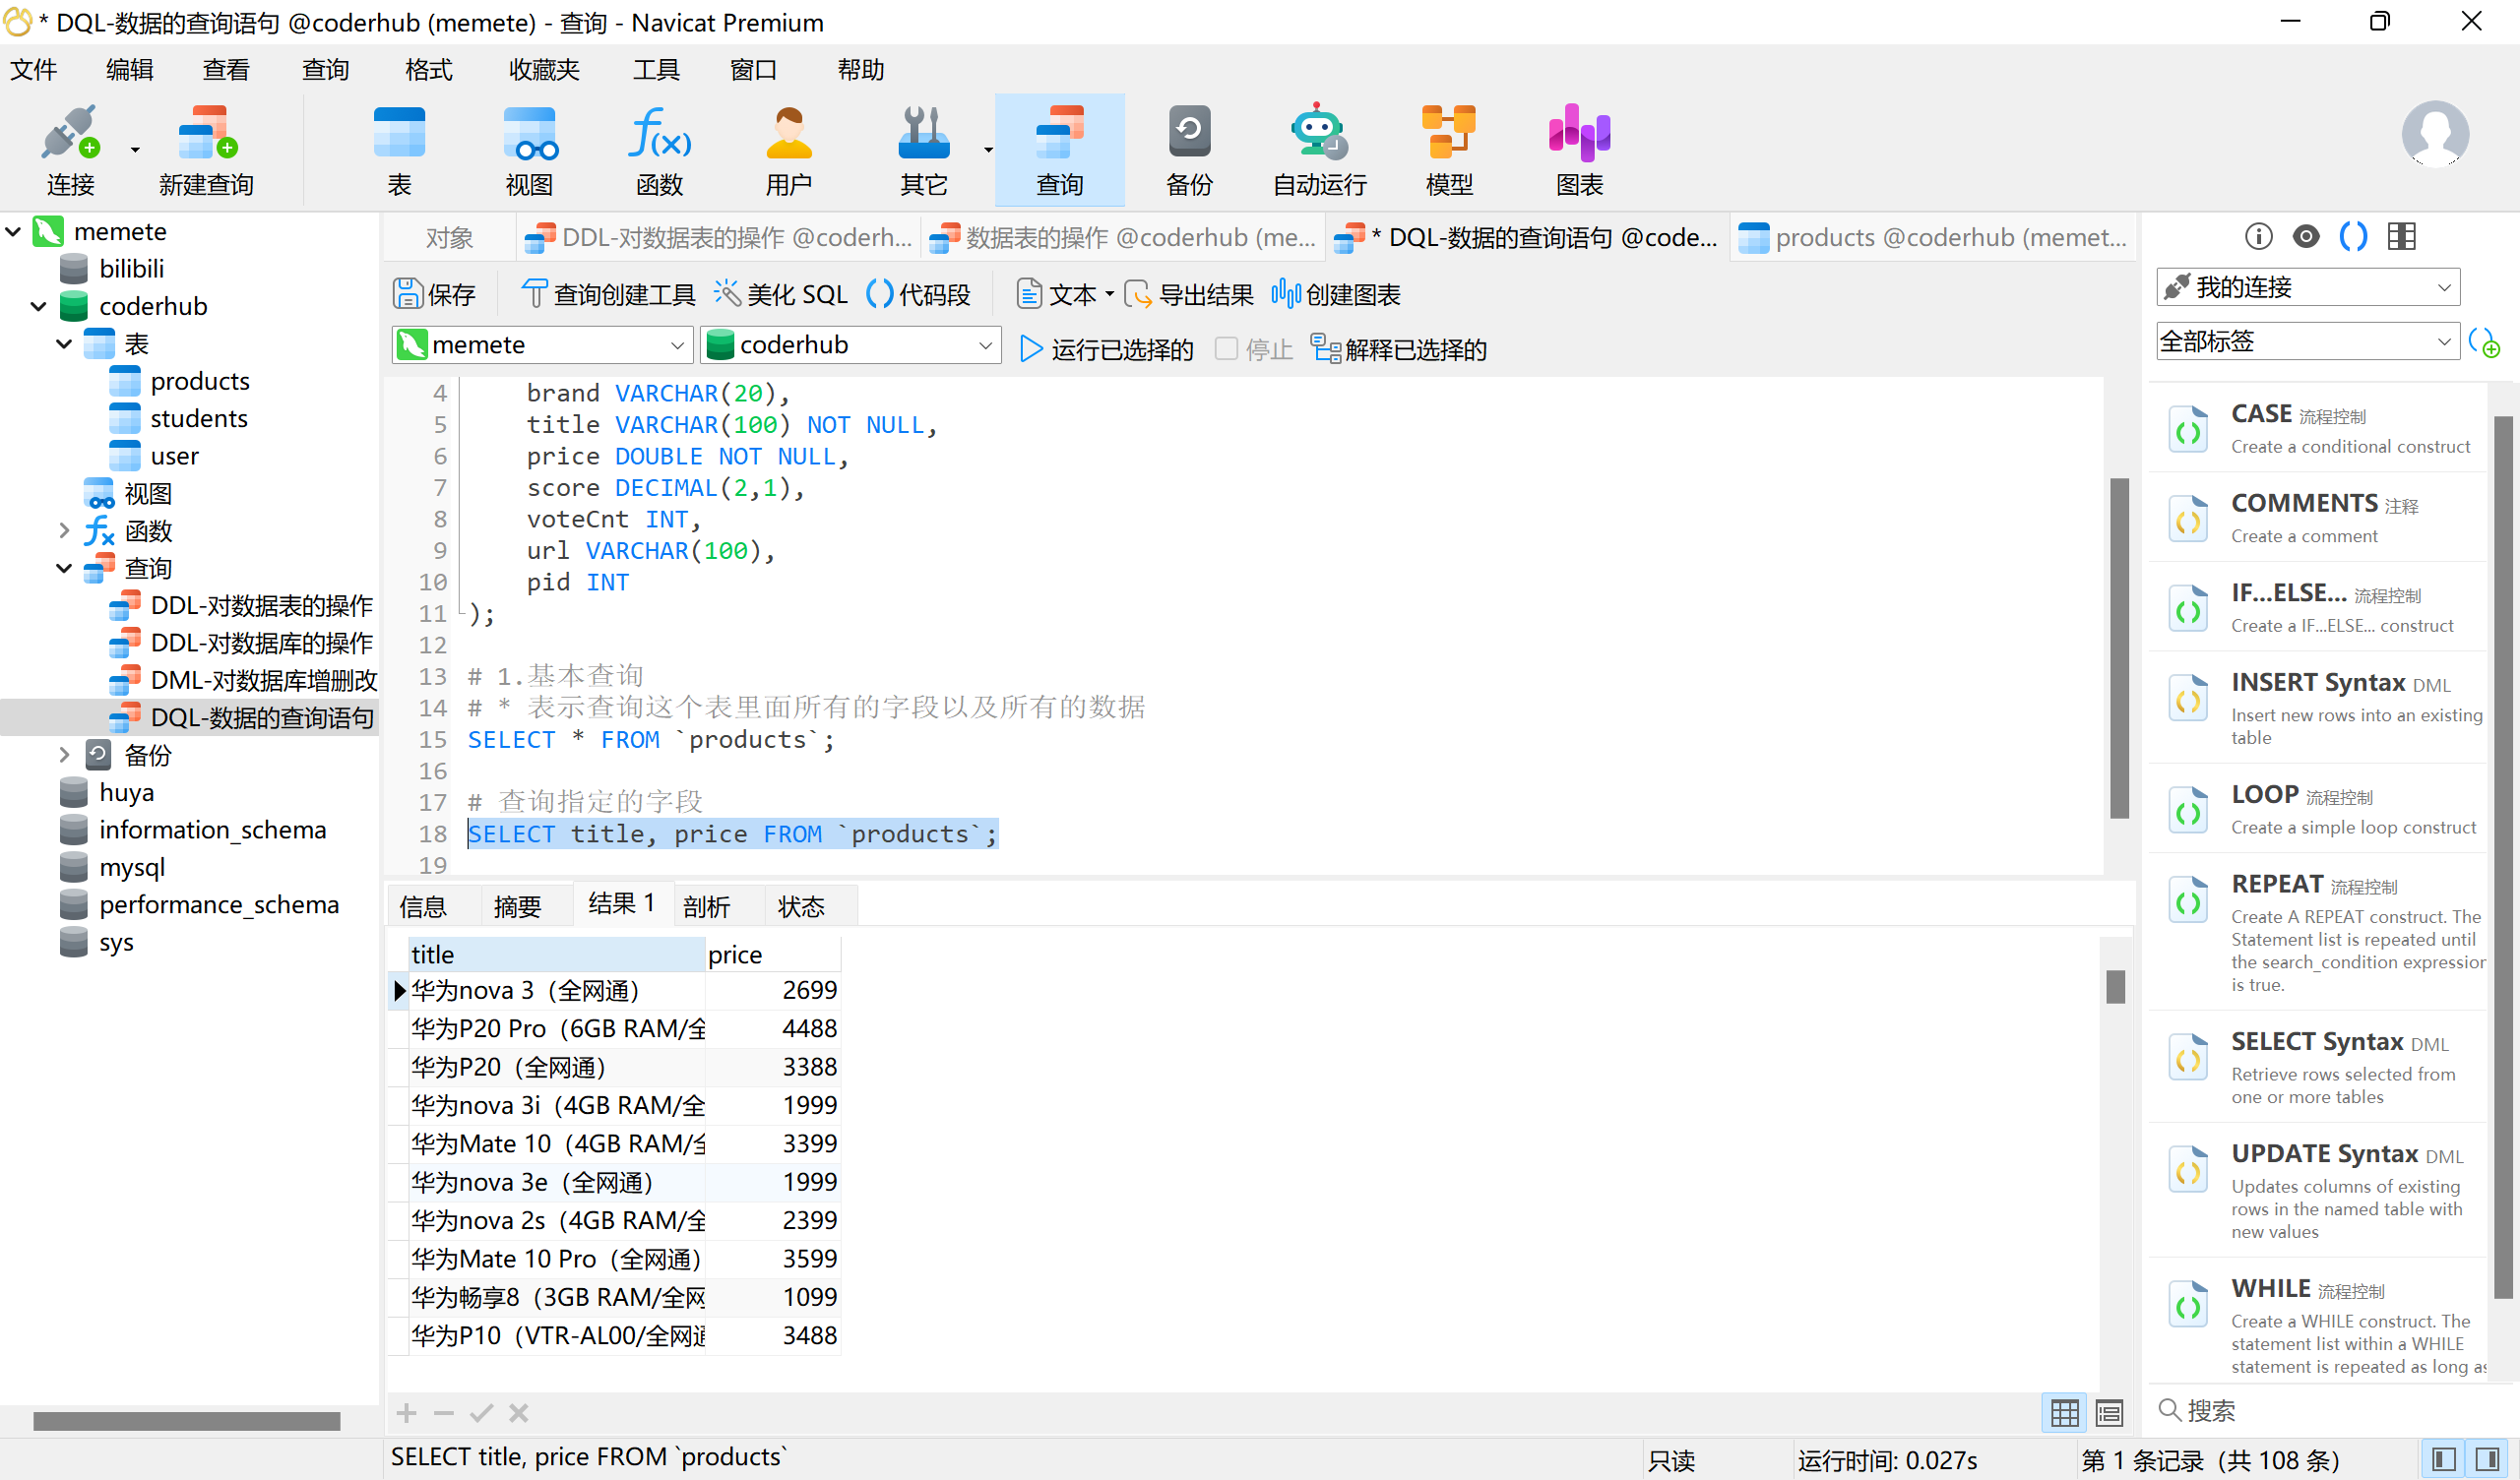 * DQL-数据的查询语句 @coderhub (memete) - 查询 - Navicat Premium
文件 编辑 查看 查询 格式 收藏夹 工具 窗口 帮助
连接 新建查询 表 视图 函数 用户 其它 查询 备份 自动运行 模型 图表
memete
bilibili
coderhub
表
products
students
user
视图
函数
查询
DDL-对数据表的操作
DDL-对数据库的操作
DML-对数据库增删改
DQL-数据的查询语句
备份
huya
information_schema
mysql
performance_schema
sys
对象 DDL-对数据表的操作 @coderh... 数据表的操作 @coderhub (me... * DQL-数据的查询语句 @code... products @coderhub (memet...
保存 查询创建工具 美化 SQL 代码段 文本 导出结果 创建图表
memete coderhub 运行已选择的 停止 解释已选择的
4 brand VARCHAR(20),
5 title VARCHAR(100) NOT NULL,
6 price DOUBLE NOT NULL,
7 score DECIMAL(2,1),
8 voteCnt INT,
9 url VARCHAR(100),
10 pid INT
11 );
12
13 # 1.基本查询
14 # * 表示查询这个表里面所有的字段以及所有的数据
15 SELECT * FROM `products`;
16
17 # 查询指定的字段
18 SELECT title, price FROM `products`;
19
信息 摘要 结果 1 剖析 状态
title price
华为nova 3（全网通） 2699
华为P20 Pro（6GB RAM/全 4488
华为P20（全网通） 3388
华为nova 3i（4GB RAM/全 1999
华为Mate 10（4GB RAM/全 3399
华为nova 3e（全网通） 1999
华为nova 2s（4GB RAM/全 2399
华为Mate 10 Pro（全网通） 3599
华为畅享8（3GB RAM/全网 1099
华为P10（VTR-AL00/全网通 3488
SELECT title, price FROM `products` 只读 运行时间: 0.027s 第 1 条记录（共 108 条）
我的连接
全部标签
CASE 流程控制
Create a conditional construct
COMMENTS 注释
Create a comment
IF...ELSE... 流程控制
Create a IF...ELSE... construct
INSERT Syntax DML
Insert new rows into an existing
table
LOOP 流程控制
Create a simple loop construct
REPEAT 流程控制
Create A REPEAT construct. The
Statement list is repeated until
the search_condition expression
is true.
SELECT Syntax DML
Retrieve rows selected from
one or more tables
UPDATE Syntax DML
Updates columns of existing
rows in the named table with
new values
WHILE 流程控制
Create a WHILE construct. The
statement list within a WHILE
statement is repeated as long as
搜索